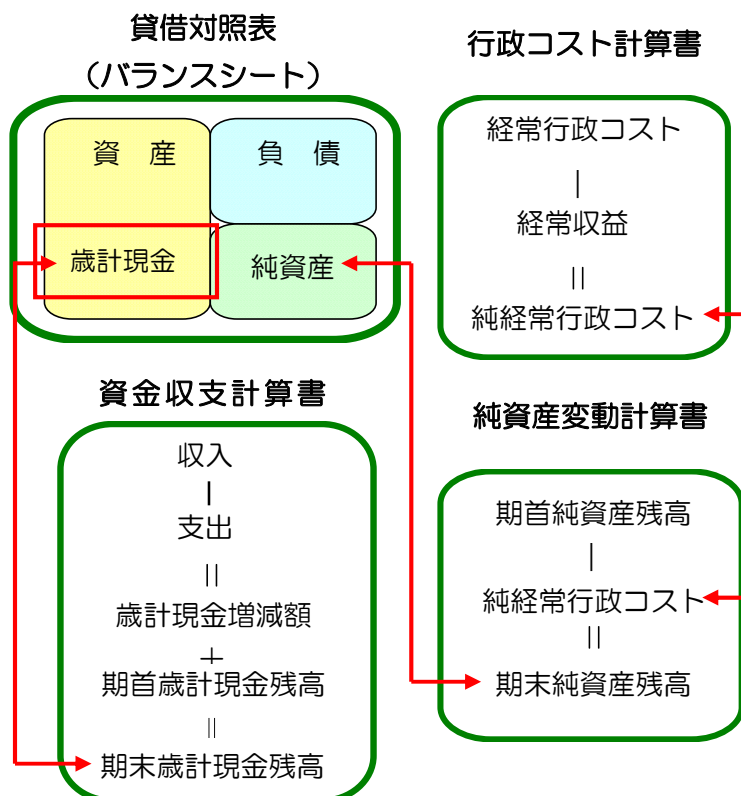 貸借対照表
（バランスシート）
資　産
負　債
歳計現金
純資産
行政コスト計算書
経常行政コスト
｜
経常収益
||
純経常行政コスト
資金収支計算書
収入
｜
支出
||
歳計現金増減額
＋
期首歳計現金残高
||
期末歳計現金残高
純資産変動計算書
期首純資産残高
｜
純経常行政コスト
||
期末純資産残高